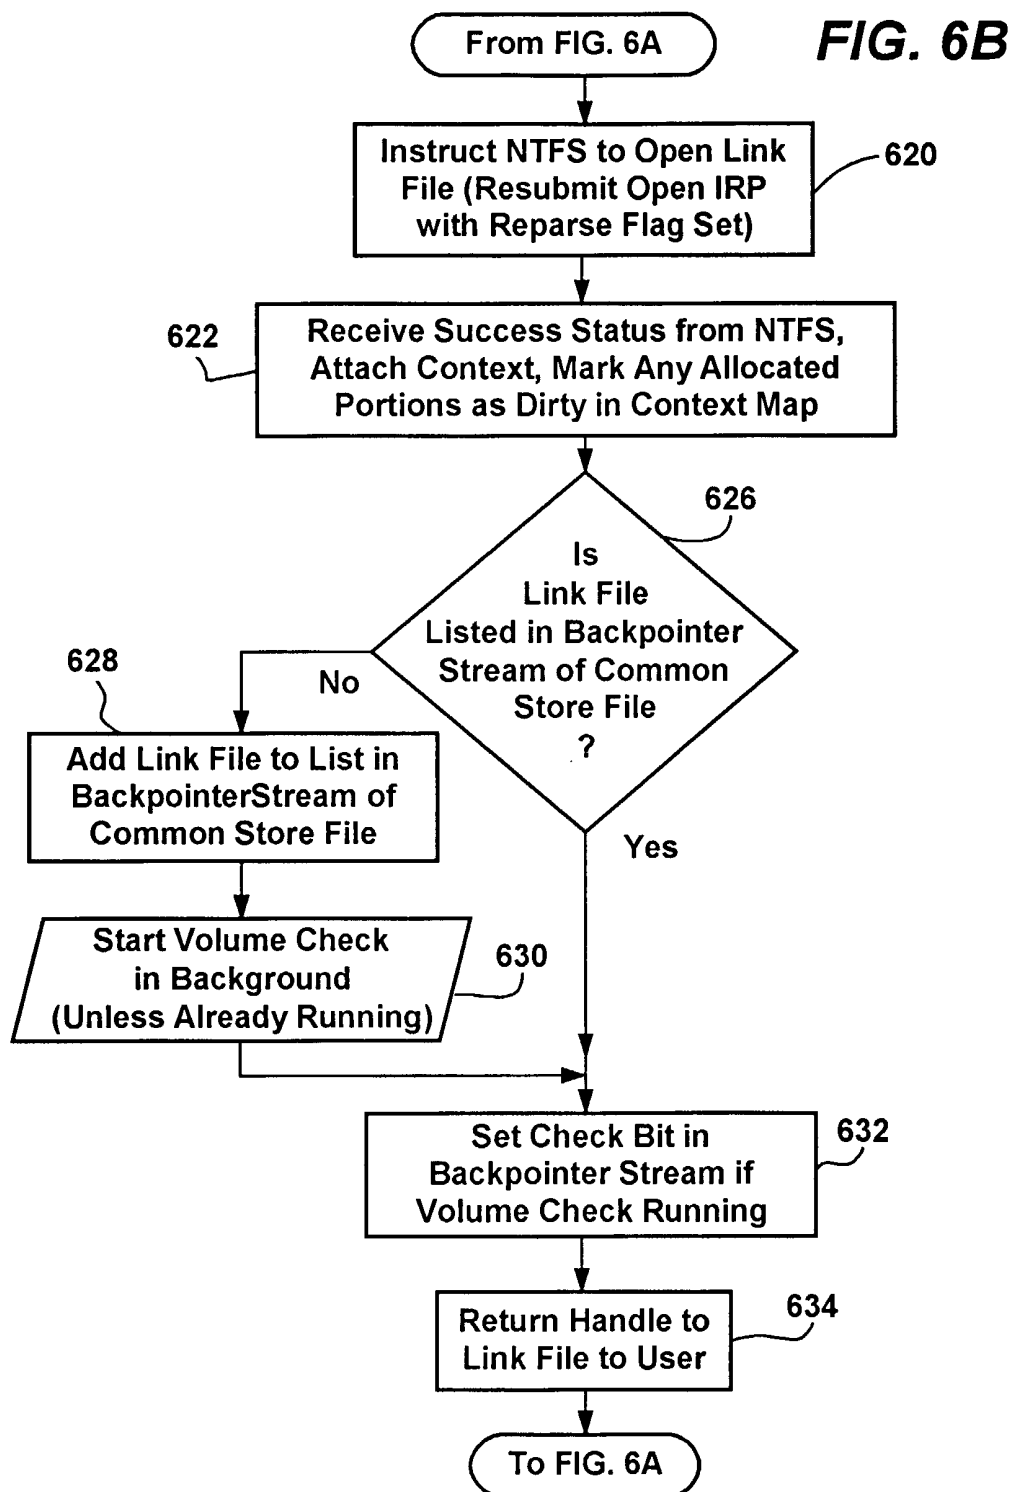 From FIG. 6A
FIG. 6B
Instruct NTFS to Open Link
File (Resubmit Open IRP
with Reparse Flag Set)
620
622
Receive Success Status from NTFS,
Attach Context, Mark Any Allocated
Portions as Dirty in Context Map
626
Is
Link File
Listed in Backpointer
Stream of Common
Store File
?
No
Yes
628
Add Link File to List in
BackpointerStream of
Common Store File
Start Volume Check
in Background
(Unless Already Running)
630
Set Check Bit in
Backpointer Stream if
Volume Check Running
632
Return Handle to
Link File to User
634
To FIG. 6A